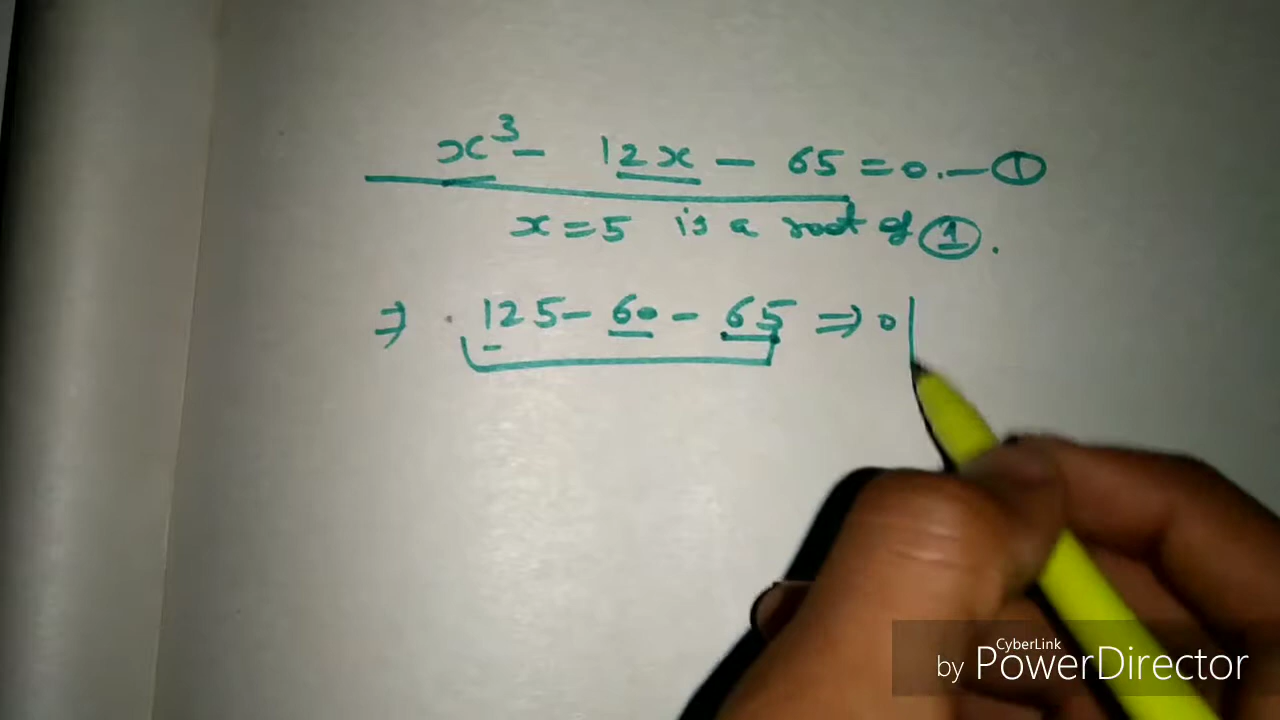 x³ - 12x - 65 = 0. — ①
x = 5 is a root of ①.
⇒ 125 - 60 - 65 ⇒ 0
CyberLink
by PowerDirector